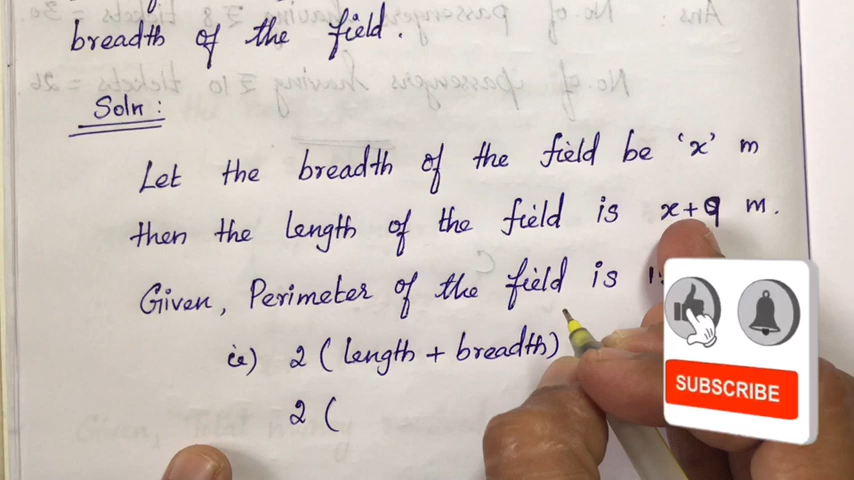 breadth of the field.
Soln :
Let the breadth of the field be 'x' m
then the length of the field is x+9 m.
Given, Perimeter of the field is
ie) 2 ( length + breadth)
2 (
SUBSCRIBE